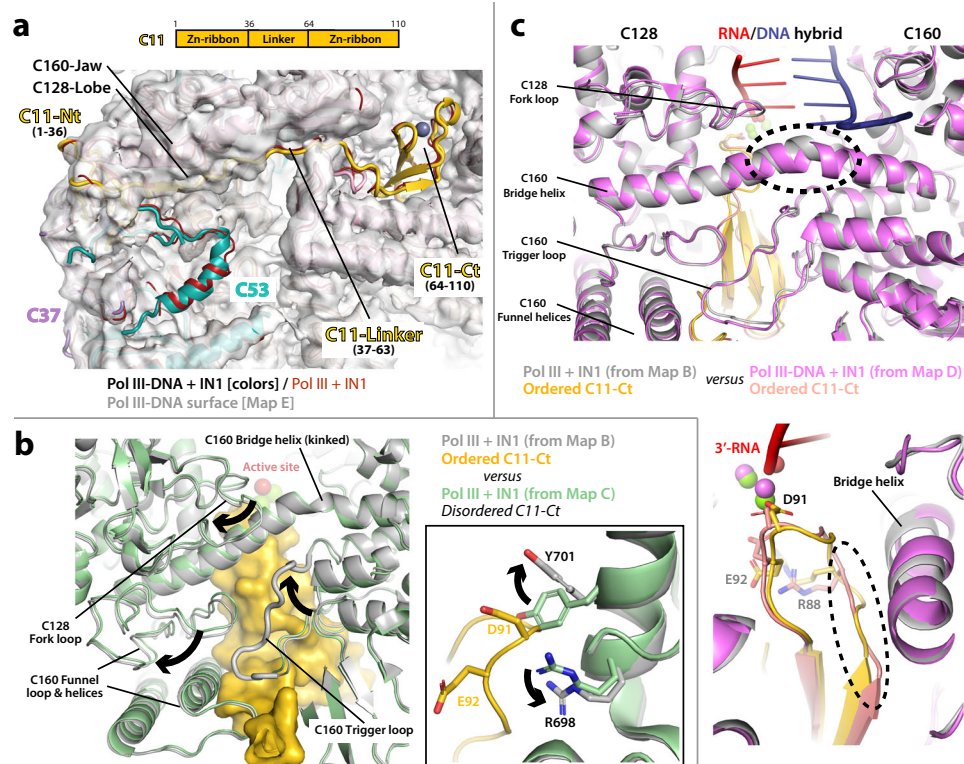 a
1 36 64 110
C11 Zn-ribbon Linker Zn-ribbon
C160-Jaw
C128-Lobe
C11-Nt
(1-36)
C11-Ct
(64-110)
C53
C37
C11-Linker
(37-63)
Pol III-DNA + IN1 [colors] / Pol III + IN1
Pol III-DNA surface [Map E]
b
C160 Bridge helix (kinked)
Active site
C128
Fork loop
C160 Funnel
loop & helices
C160 Trigger loop
Pol III + IN1 (from Map B)
Ordered C11-Ct
versus
Pol III + IN1 (from Map C)
Disordered C11-Ct
Y701
D91
E92
R698
c
C128 RNA/DNA hybrid C160
C128
Fork loop
C160
Bridge helix
C160
Trigger loop
C160
Funnel helices
Pol III + IN1 (from Map B) versus Pol III-DNA + IN1 (from Map D)
Ordered C11-Ct Ordered C11-Ct
3'-RNA
D91
Bridge helix
E92
R88